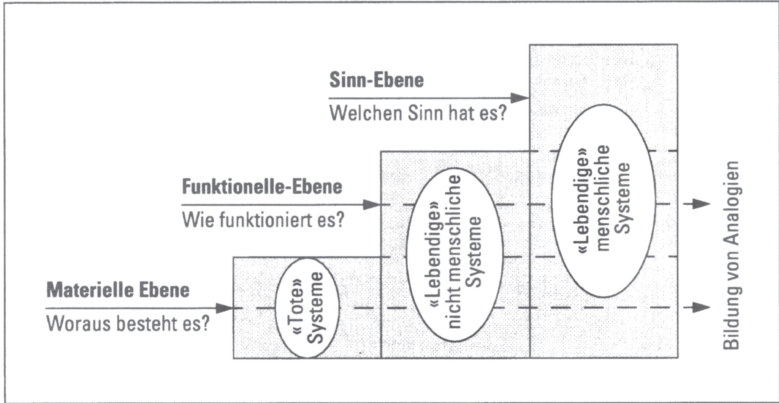 Sinn-Ebene
Welchen Sinn hat es?
Funktionelle-Ebene
Wie funktioniert es?
Materielle Ebene
Woraus besteht es?
«Tote»
Systeme
«Lebendige»
nicht menschliche
Systeme
«Lebendige»
menschliche
Systeme
Bildung von Analogien